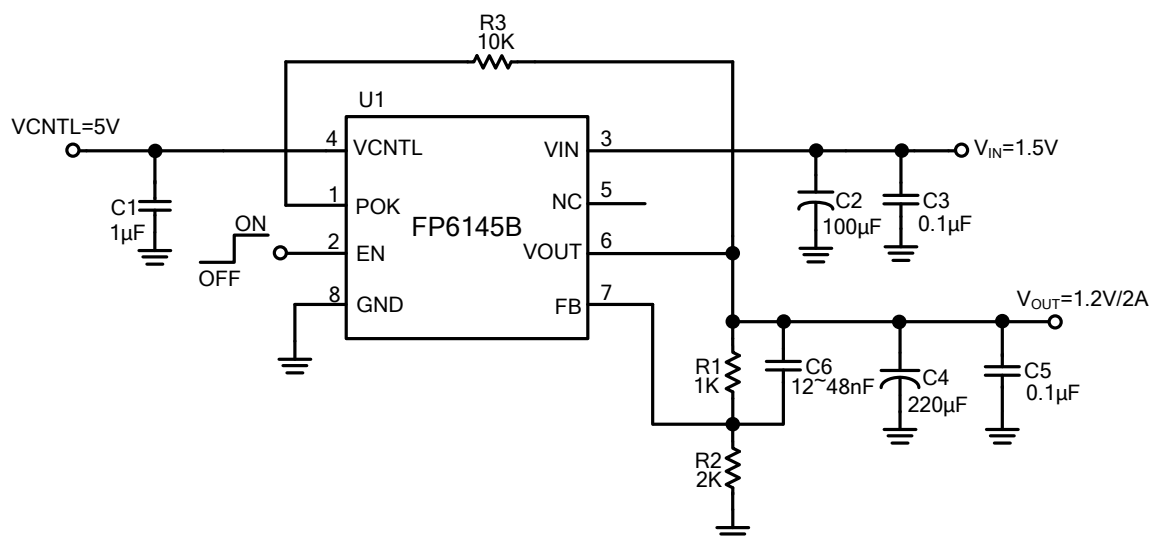 R3
10K
U1
VCNTL=5V
4
VCNTL
VIN
3
V_IN=1.5V
C1
1µF
1
POK
NC
5
C2
100µF
C3
0.1µF
FP6145B
ON
OFF
2
EN
VOUT
6
8
GND
FB
7
V_OUT=1.2V/2A
R1
1K
C6
12~48nF
C4
220µF
C5
0.1µF
R2
2K